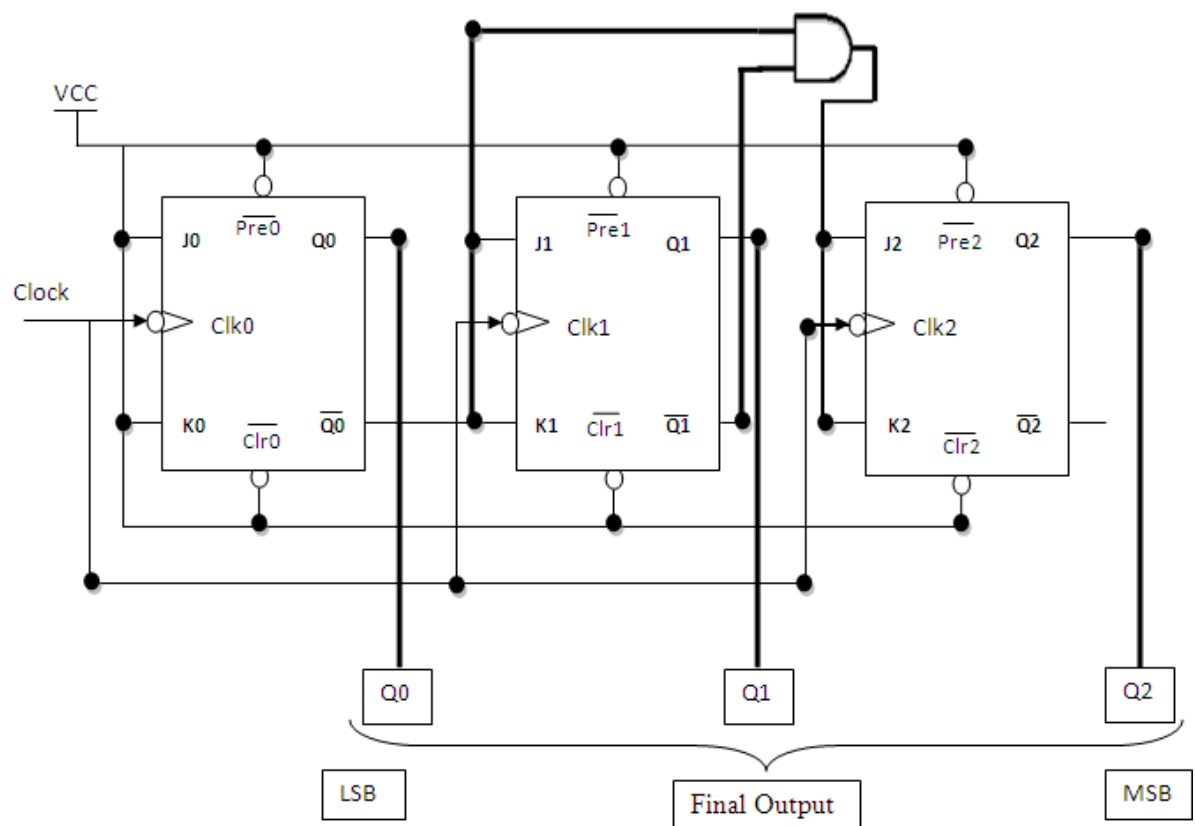 VCC
Pre0
J0
Q0
Clock
Clk0
K0
Clr0
Q0
Pre1
J1
Q1
Clk1
K1
Clr1
Q1
Pre2
J2
Q2
Clk2
K2
Clr2
Q2
Q0
Q1
Q2
LSB
Final Output
MSB